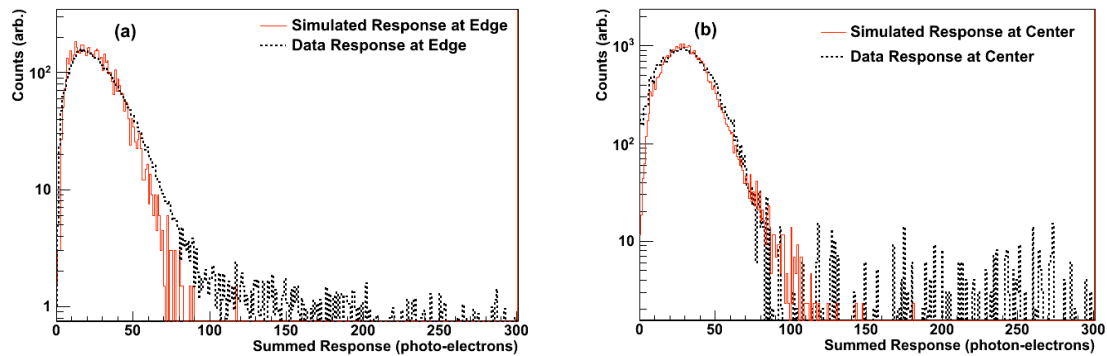 (a)
Simulated Response at Edge
Data Response at Edge
Counts (arb.)
10²
10
1
0 50 100 150 200 250 300
Summed Response (photo-electrons)
(b)
Simulated Response at Center
Data Response at Center
Counts (arb.)
10³
10²
10
0 50 100 150 200 250 300
Summed Response (photon-electrons)